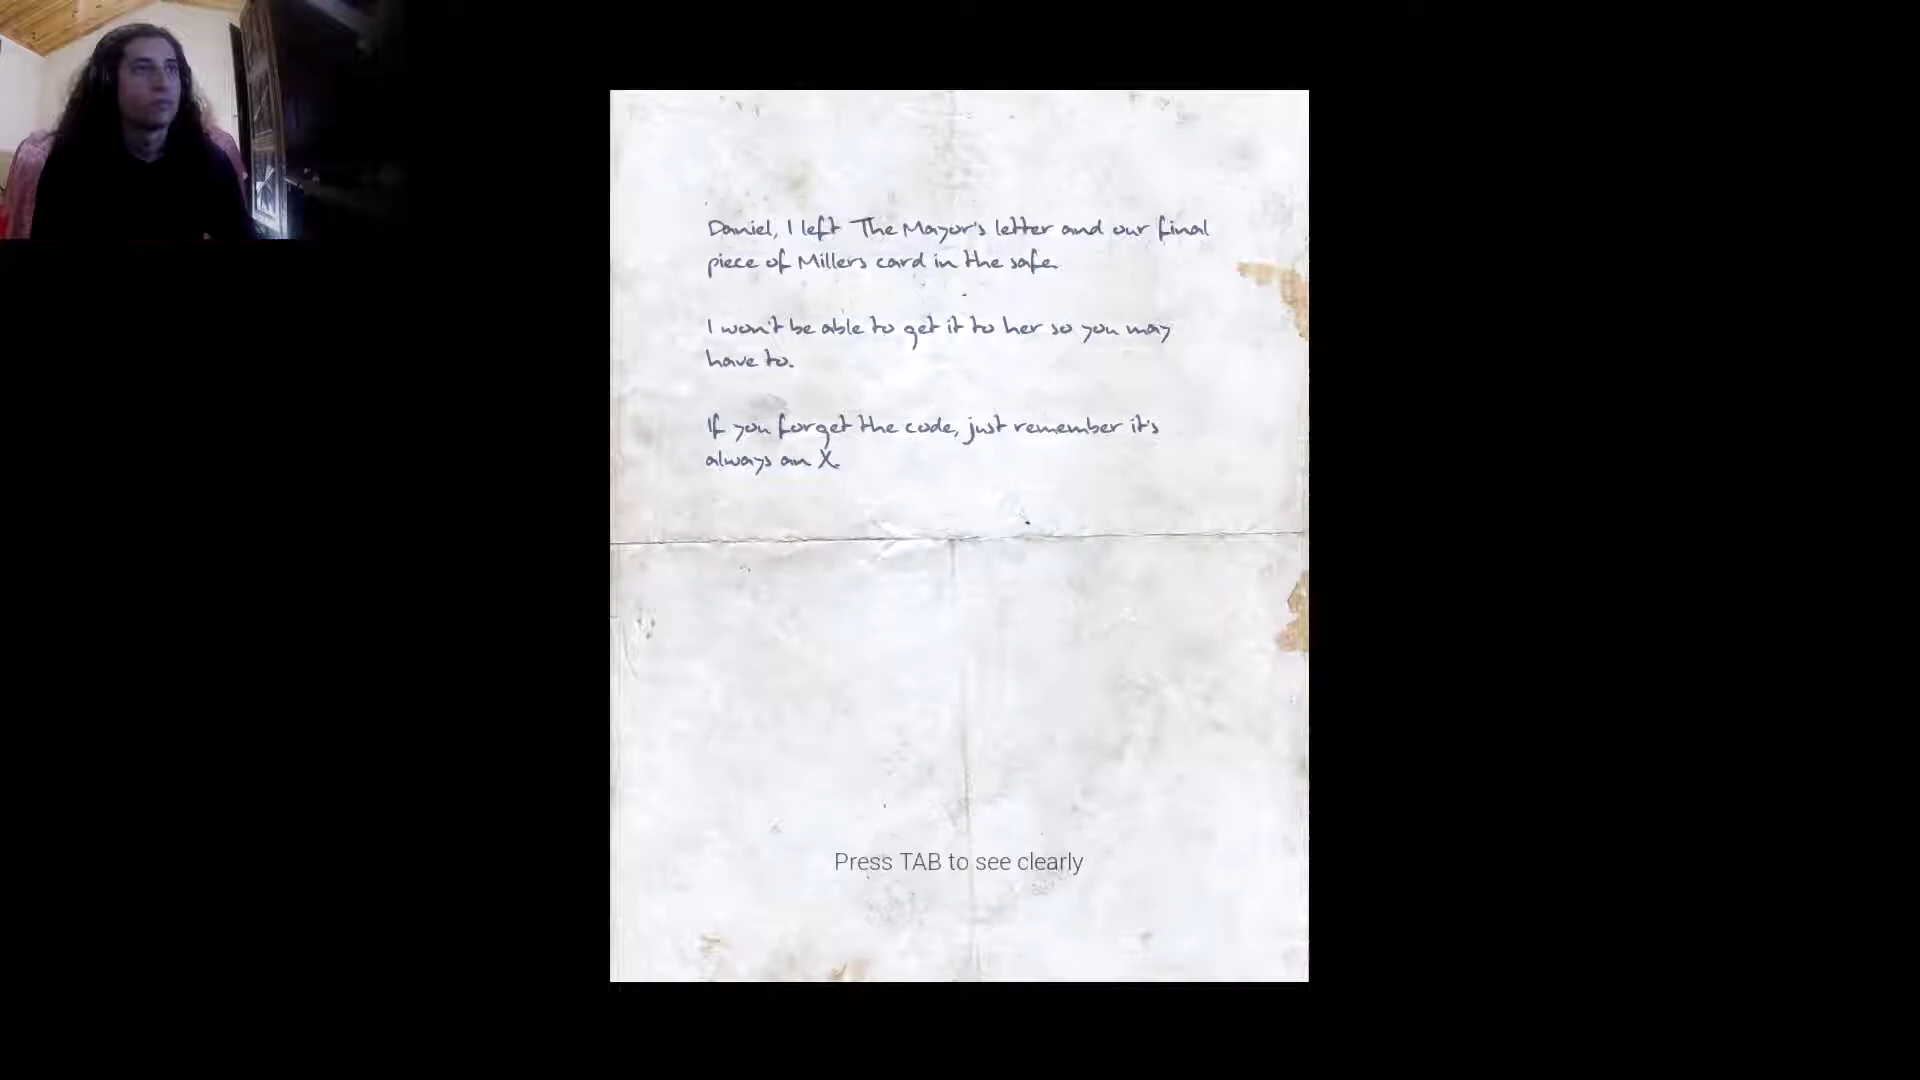 Daniel, I left The Mayor's letter and our final
piece of Millers card in the safe.
I won't be able to get it to her so you may
have to.
If you forget the code, just remember it's
always an X.
Press TAB to see clearly